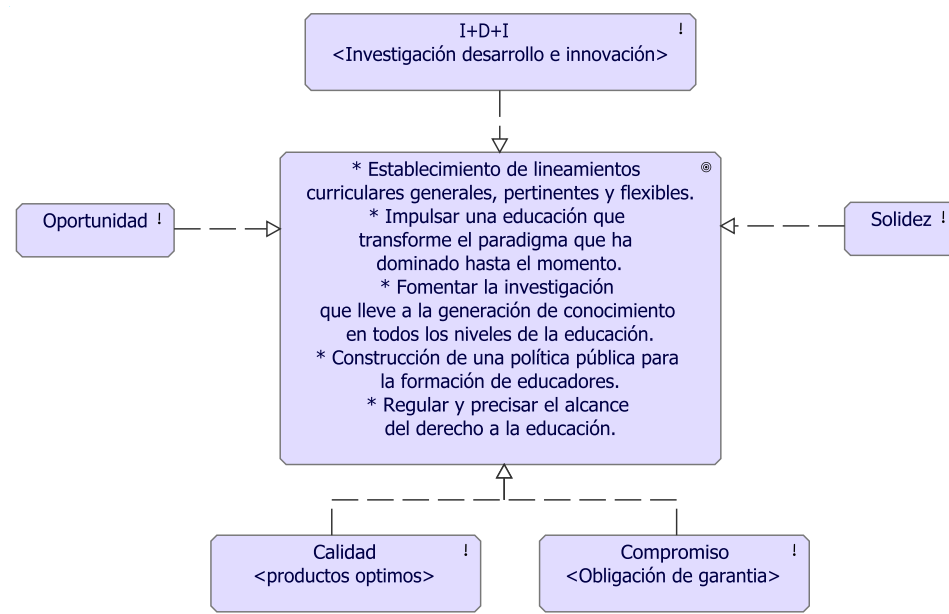 I+D+I !
<Investigación desarrollo e innovación>
* Establecimiento de lineamientos
curriculares generales, pertinentes y flexibles.
* Impulsar una educación que
transforme el paradigma que ha
dominado hasta el momento.
* Fomentar la investigación
que lleve a la generación de conocimiento
en todos los niveles de la educación.
* Construcción de una política pública para
la formación de educadores.
* Regular y precisar el alcance
del derecho a la educación.
Oportunidad !
Solidez !
Calidad !
<productos optimos>
Compromiso !
<Obligación de garantia>